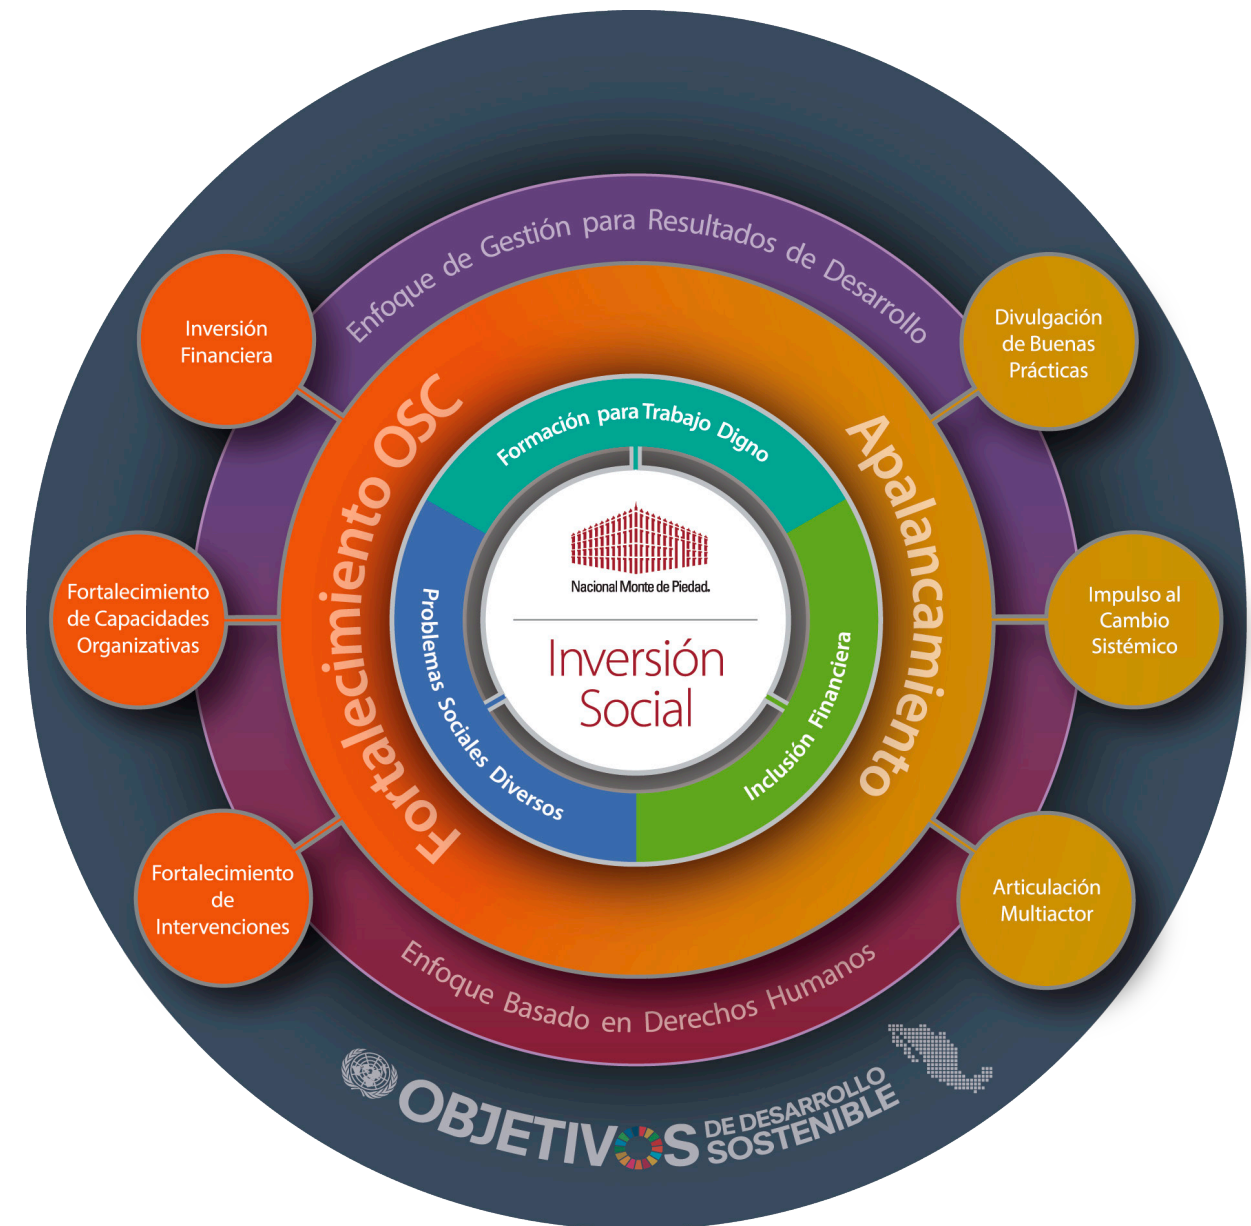 Enfoque de Gestión para Resultados de Desarrollo
Inversión
Financiera
Fortalecimiento
de Capacidades
Organizativas
Fortalecimiento
de
Intervenciones
Fortalecimiento OSC
Formación para Trabajo Digno
Problemas Sociales Diversos
Inclusión Financiera
Nacional Monte de Piedad.
Inversión
Social
Apalancamiento
Divulgación
de Buenas
Prácticas
Impulso al
Cambio
Sistémico
Articulación
Multiactor
Enfoque Basado en Derechos Humanos
OBJETIVOS
DE DESARROLLO
SOSTENIBLE